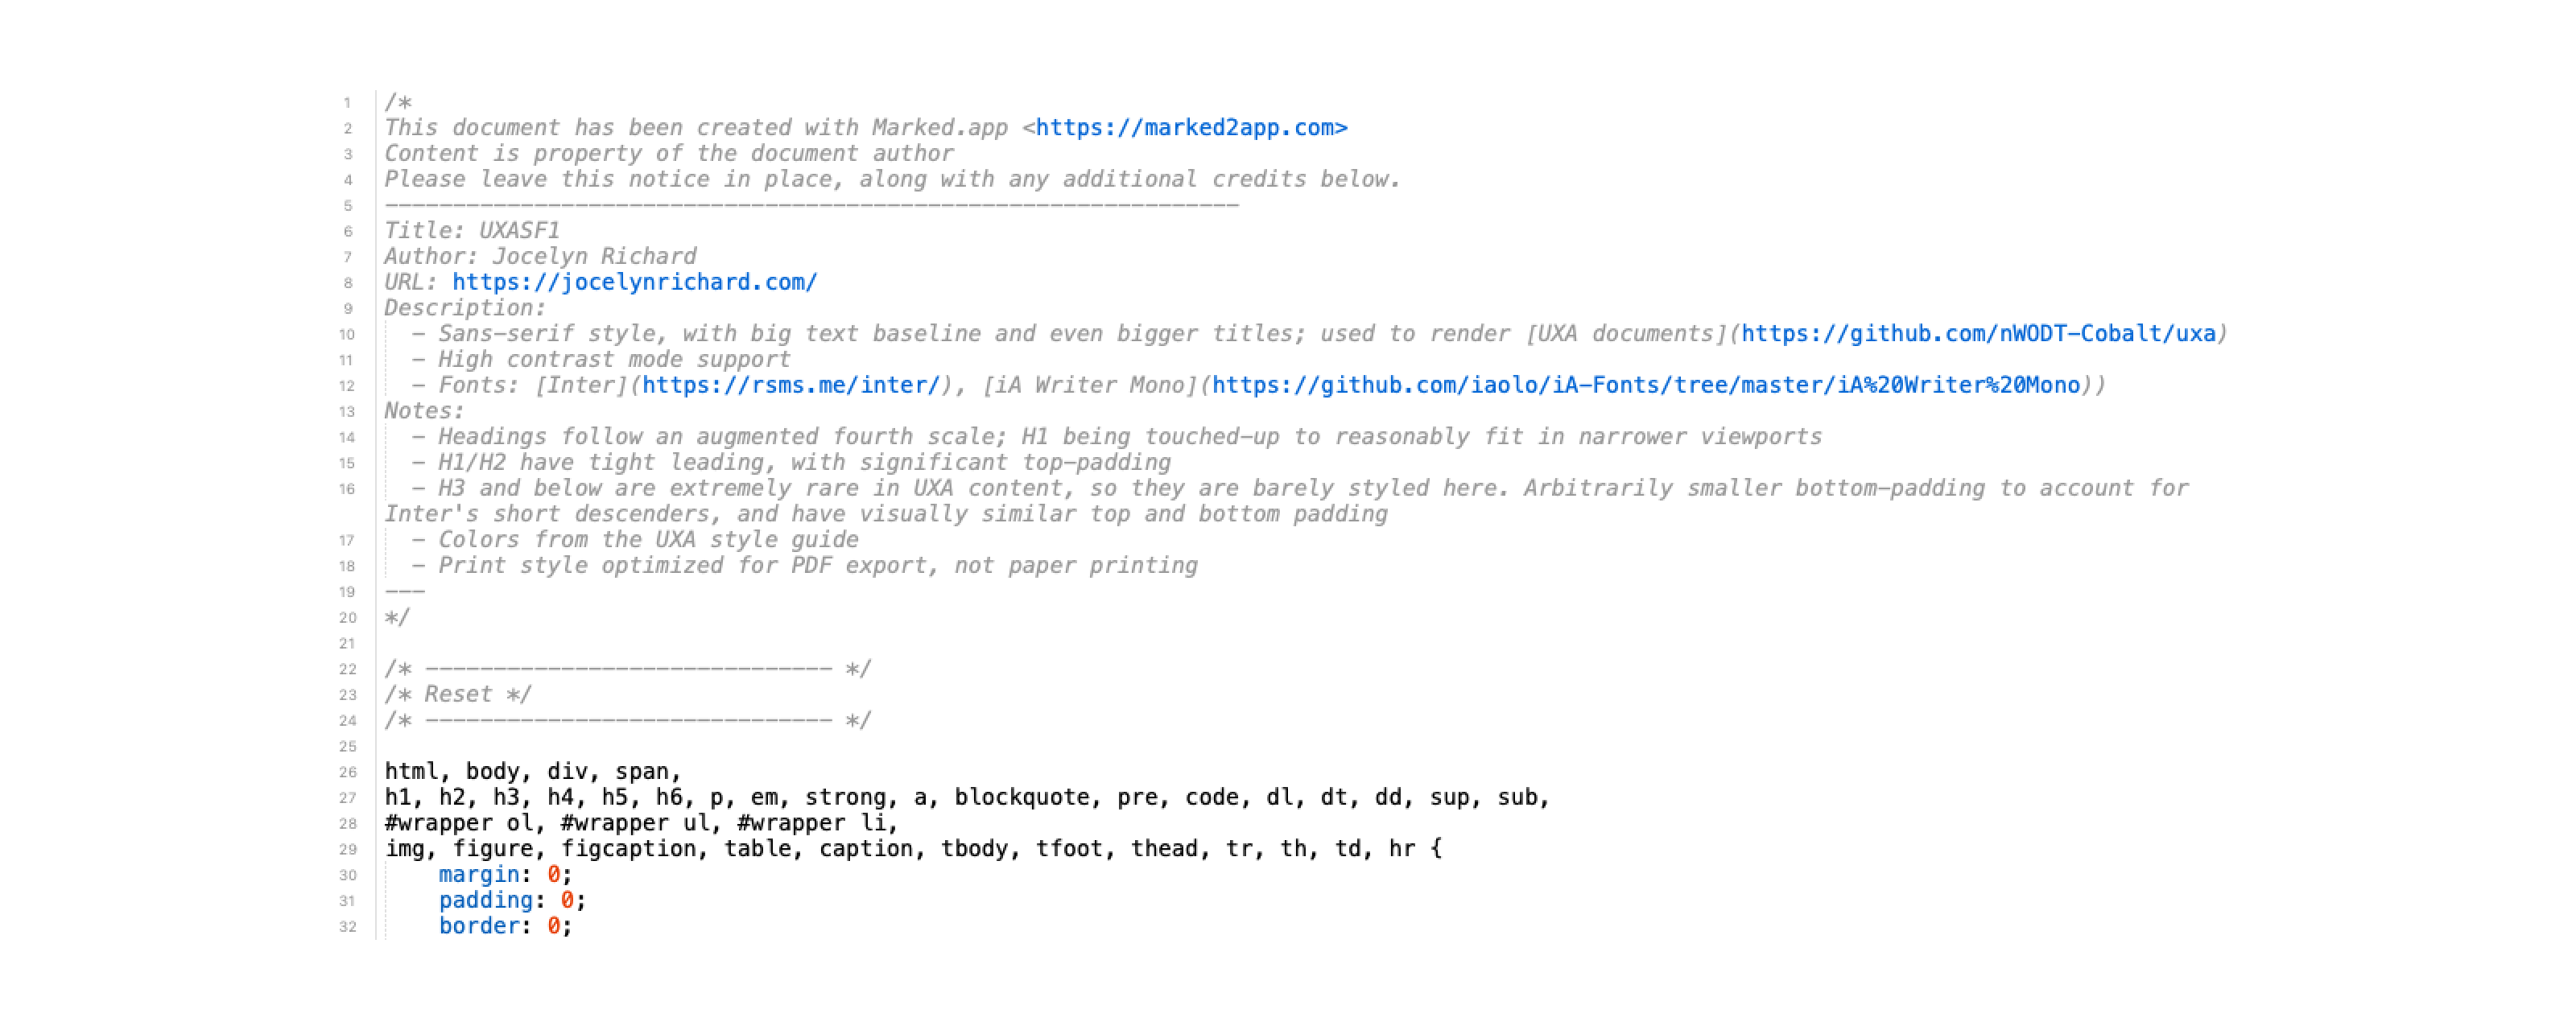 1 /*
2 This document has been created with Marked.app <https://marked2app.com>
3 Content is property of the document author
4 Please leave this notice in place, along with any additional credits below.
5 ---------------------------------------------------------------
6 Title: UXASF1
7 Author: Jocelyn Richard
8 URL: https://jocelynrichard.com/
9 Description:
10 - Sans-serif style, with big text baseline and even bigger titles; used to render [UXA documents](https://github.com/nWODT-Cobalt/uxa)
11 - High contrast mode support
12 - Fonts: [Inter](https://rsms.me/inter/), [iA Writer Mono](https://github.com/iaolo/iA-Fonts/tree/master/iA%20Writer%20Mono))
13 Notes:
14 - Headings follow an augmented fourth scale; H1 being touched-up to reasonably fit in narrower viewports
15 - H1/H2 have tight leading, with significant top-padding
16 - H3 and below are extremely rare in UXA content, so they are barely styled here. Arbitrarily smaller bottom-padding to account for
Inter's short descenders, and have visually similar top and bottom padding
17 - Colors from the UXA style guide
18 - Print style optimized for PDF export, not paper printing
19 ---
20 */
21
22 /* ------------------------------ */
23 /* Reset */
24 /* ------------------------------ */
25
26 html, body, div, span,
27 h1, h2, h3, h4, h5, h6, p, em, strong, a, blockquote, pre, code, dl, dt, dd, sup, sub,
28 #wrapper ol, #wrapper ul, #wrapper li,
29 img, figure, figcaption, table, caption, tbody, tfoot, thead, tr, th, td, hr {
30 margin: 0;
31 padding: 0;
32 border: 0;